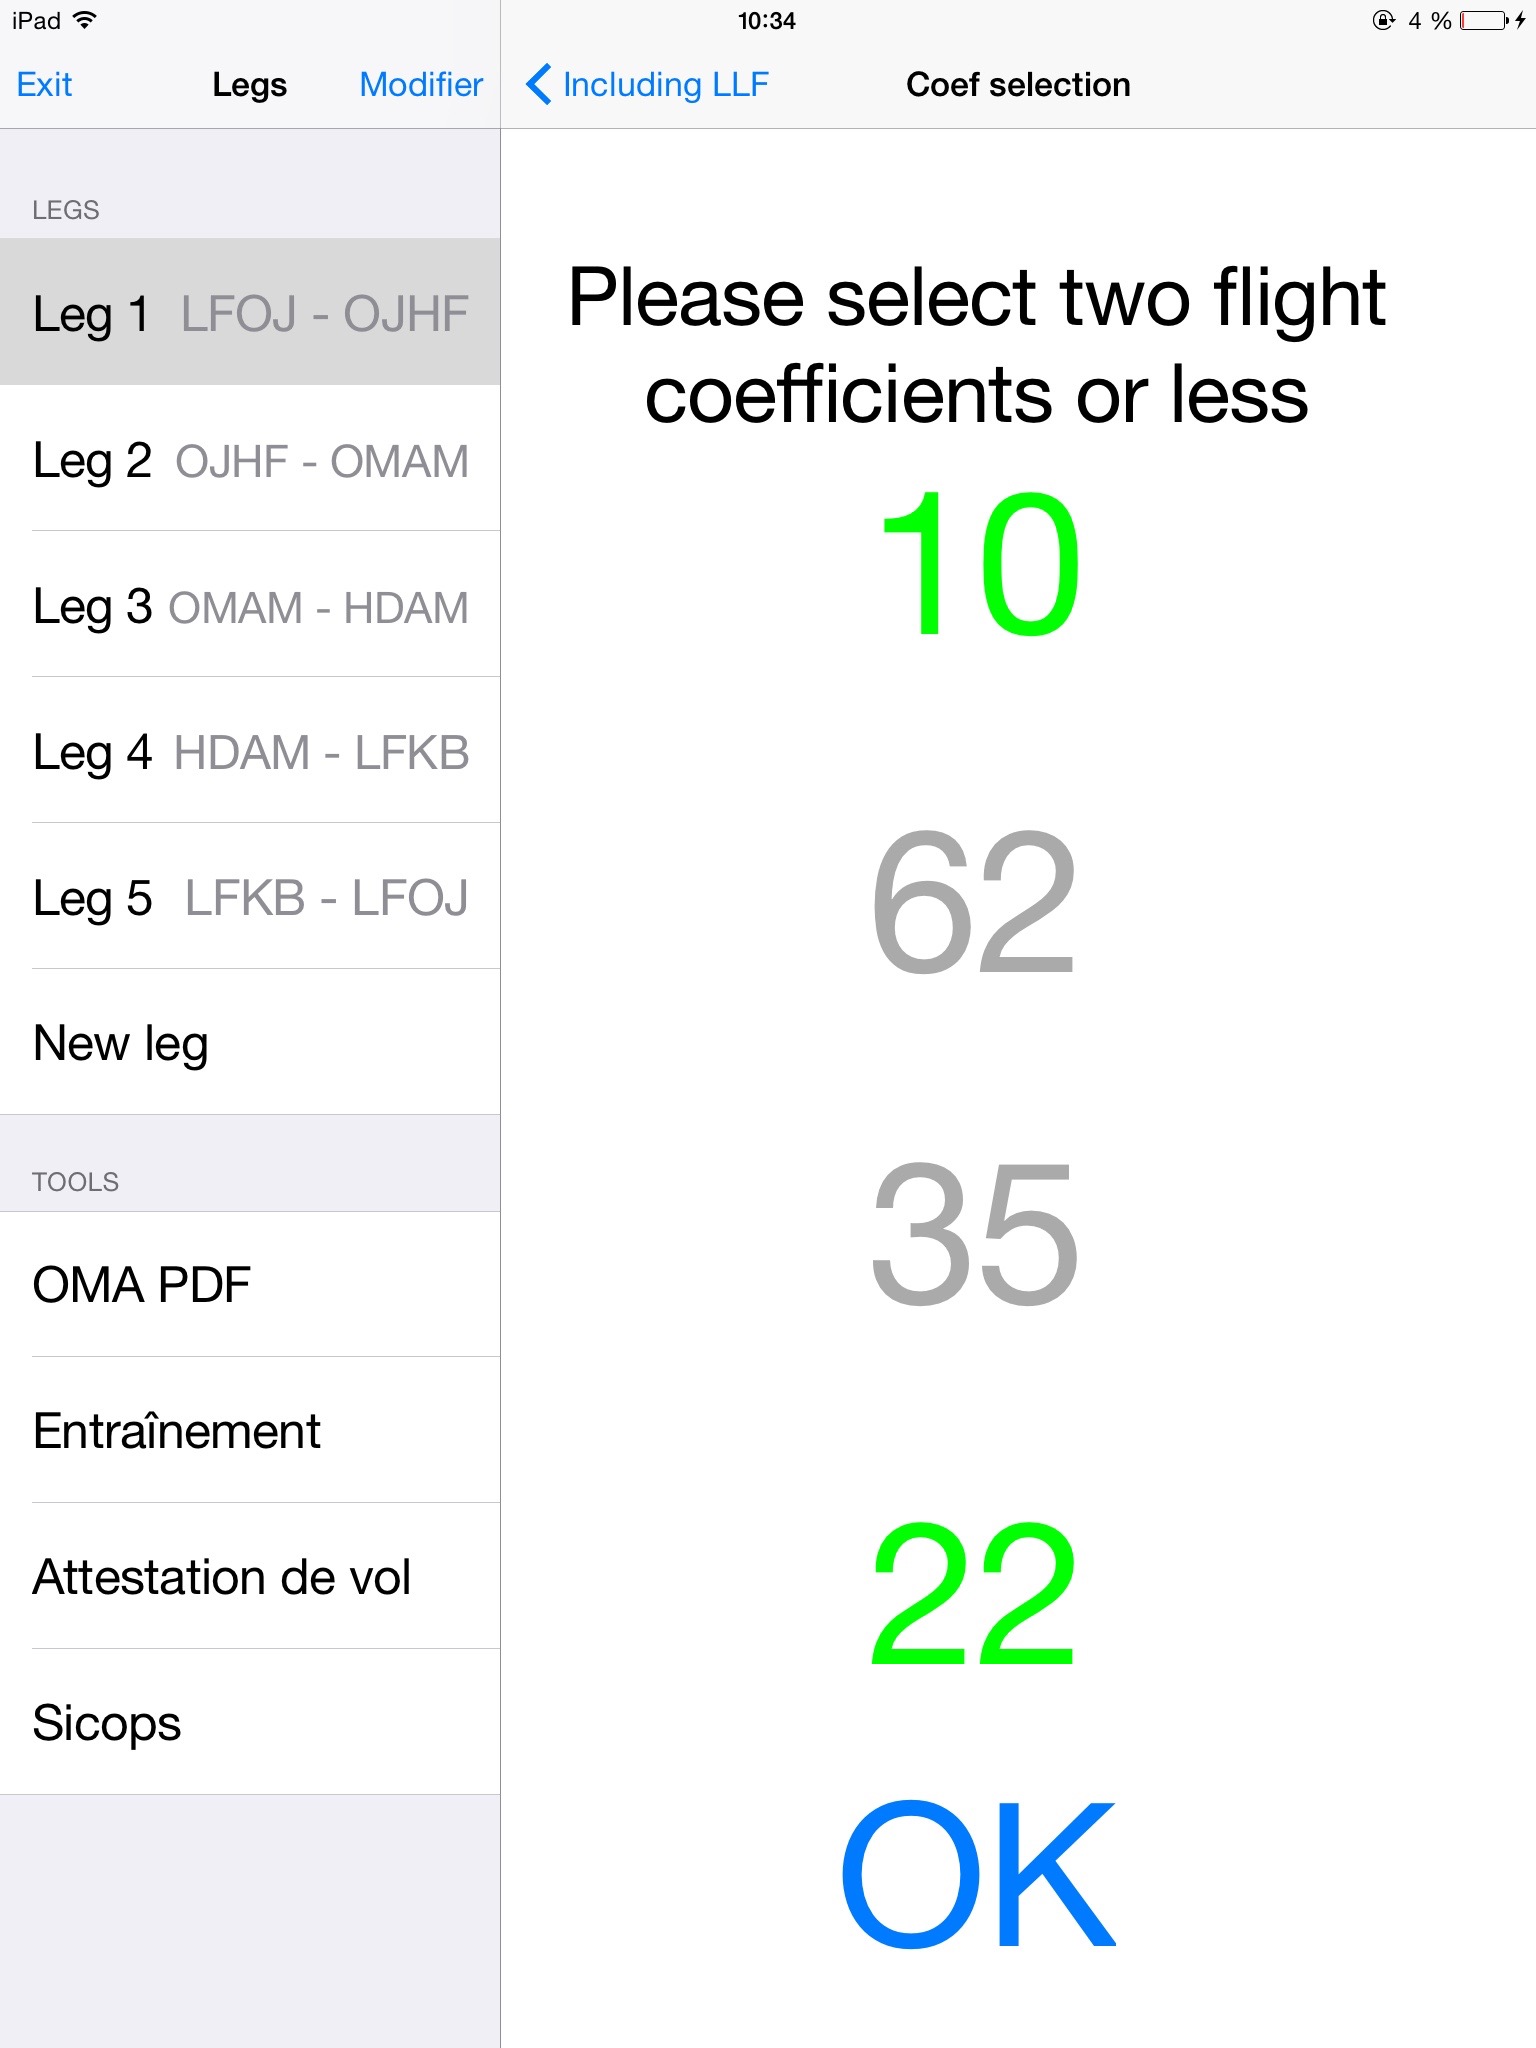 iPad 10:34 4 %
Exit Legs Modifier
Including LLF Coef selection
LEGS
Leg 1 LFOJ - OJHF
Leg 2 OJHF - OMAM
Leg 3 OMAM - HDAM
Leg 4 HDAM - LFKB
Leg 5 LFKB - LFOJ
New leg
TOOLS
OMA PDF
Entraînement
Attestation de vol
Sicops
Please select two flight
coefficients or less
10
62
35
22
OK